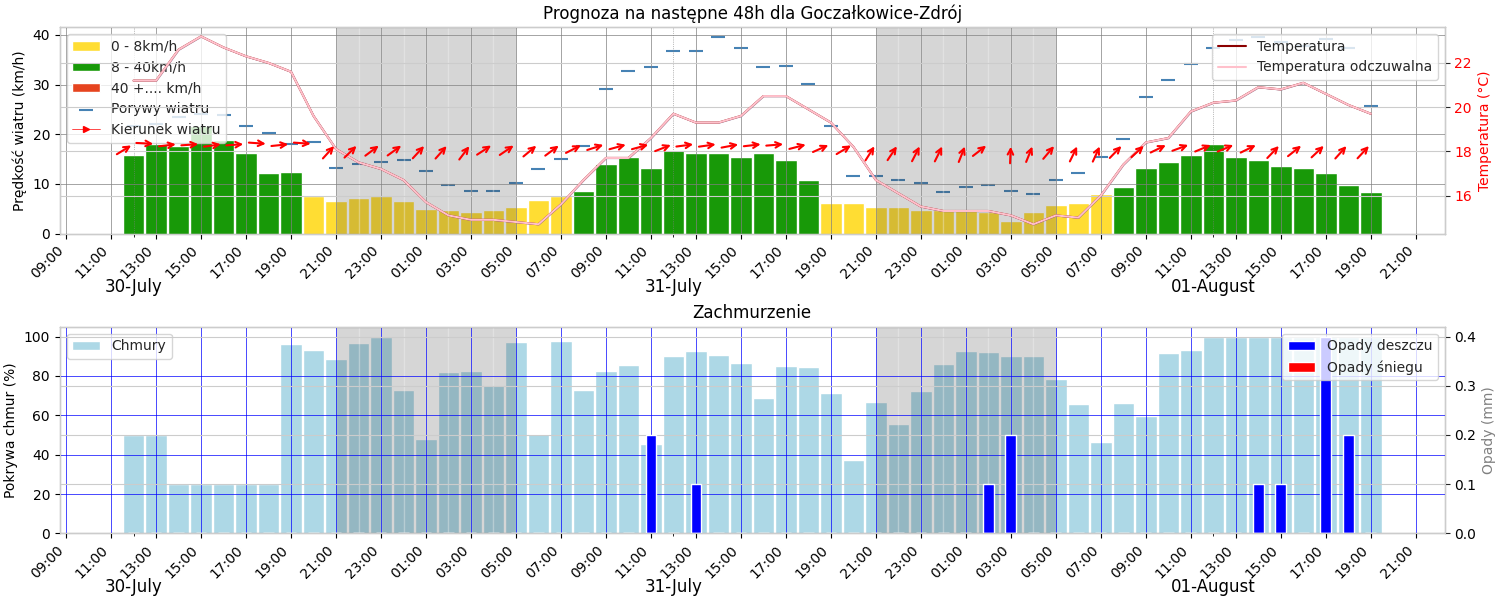 Prognoza na następne 48h dla Goczałkowice-Zdrój
Prędkość wiatru (km/h)
40
30
20
10
0
0 - 8km/h
8 - 40km/h
40 +.... km/h
Porywy wiatru
Kierunek wiatru
Temperatura
Temperatura odczuwalna
22
20
18
16
Temperatura (°C)
09:00 11:00 13:00 15:00 17:00 19:00 21:00 23:00 01:00 03:00 05:00 07:00 09:00 11:00 13:00 15:00 17:00 19:00 21:00 23:00 01:00 03:00 05:00 07:00 09:00 11:00 13:00 15:00 17:00 19:00 21:00
30-July 31-July 01-August
Zachmurzenie
Pokrywa chmur (%)
100
80
60
40
20
0
Chmury
Opady deszczu
Opady śniegu
0.4
0.3
0.2
0.1
0.0
Opady (mm)
09:00 11:00 13:00 15:00 17:00 19:00 21:00 23:00 01:00 03:00 05:00 07:00 09:00 11:00 13:00 15:00 17:00 19:00 21:00 23:00 01:00 03:00 05:00 07:00 09:00 11:00 13:00 15:00 17:00 19:00 21:00
30-July 31-July 01-August